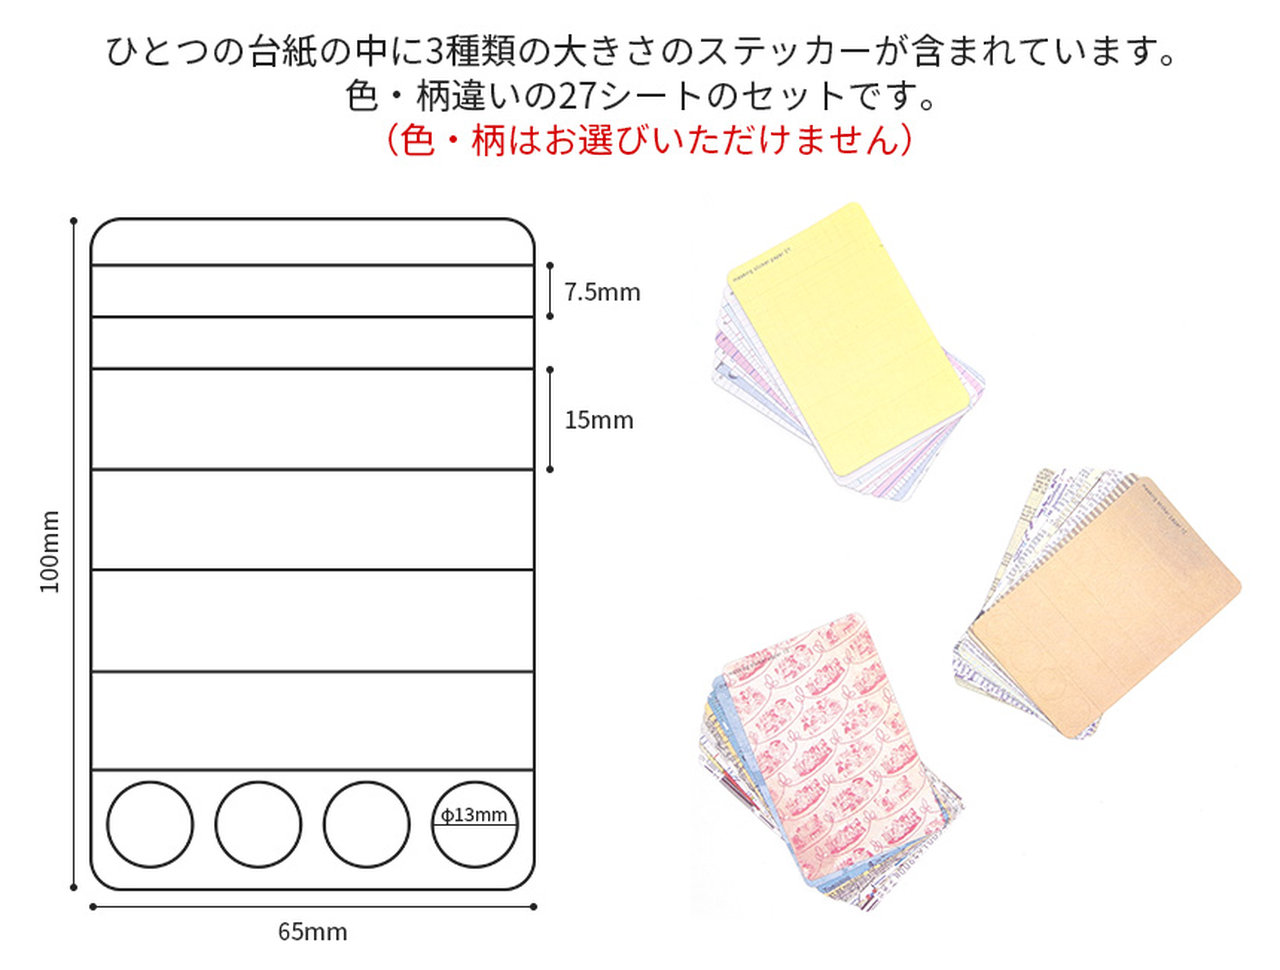 ひとつの台紙の中に3種類の大きさのステッカーが含まれています。
色・柄違いの27シートのセットです。
（色・柄はお選びいただけません）
7.5mm
15mm
100mm
φ13mm
65mm
masking sticker paper
masking sticker paper